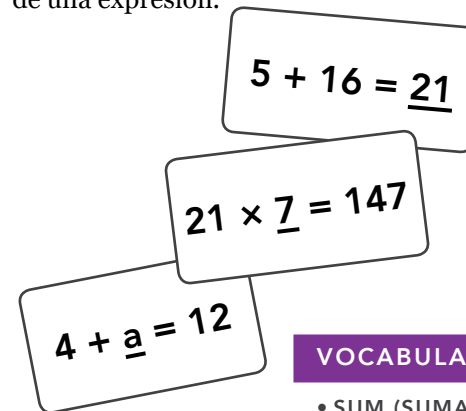 de una expresión.
5 + 16 = 21
21 × 7 = 147
4 + a = 12
VOCABULA
• SUM (SUMA